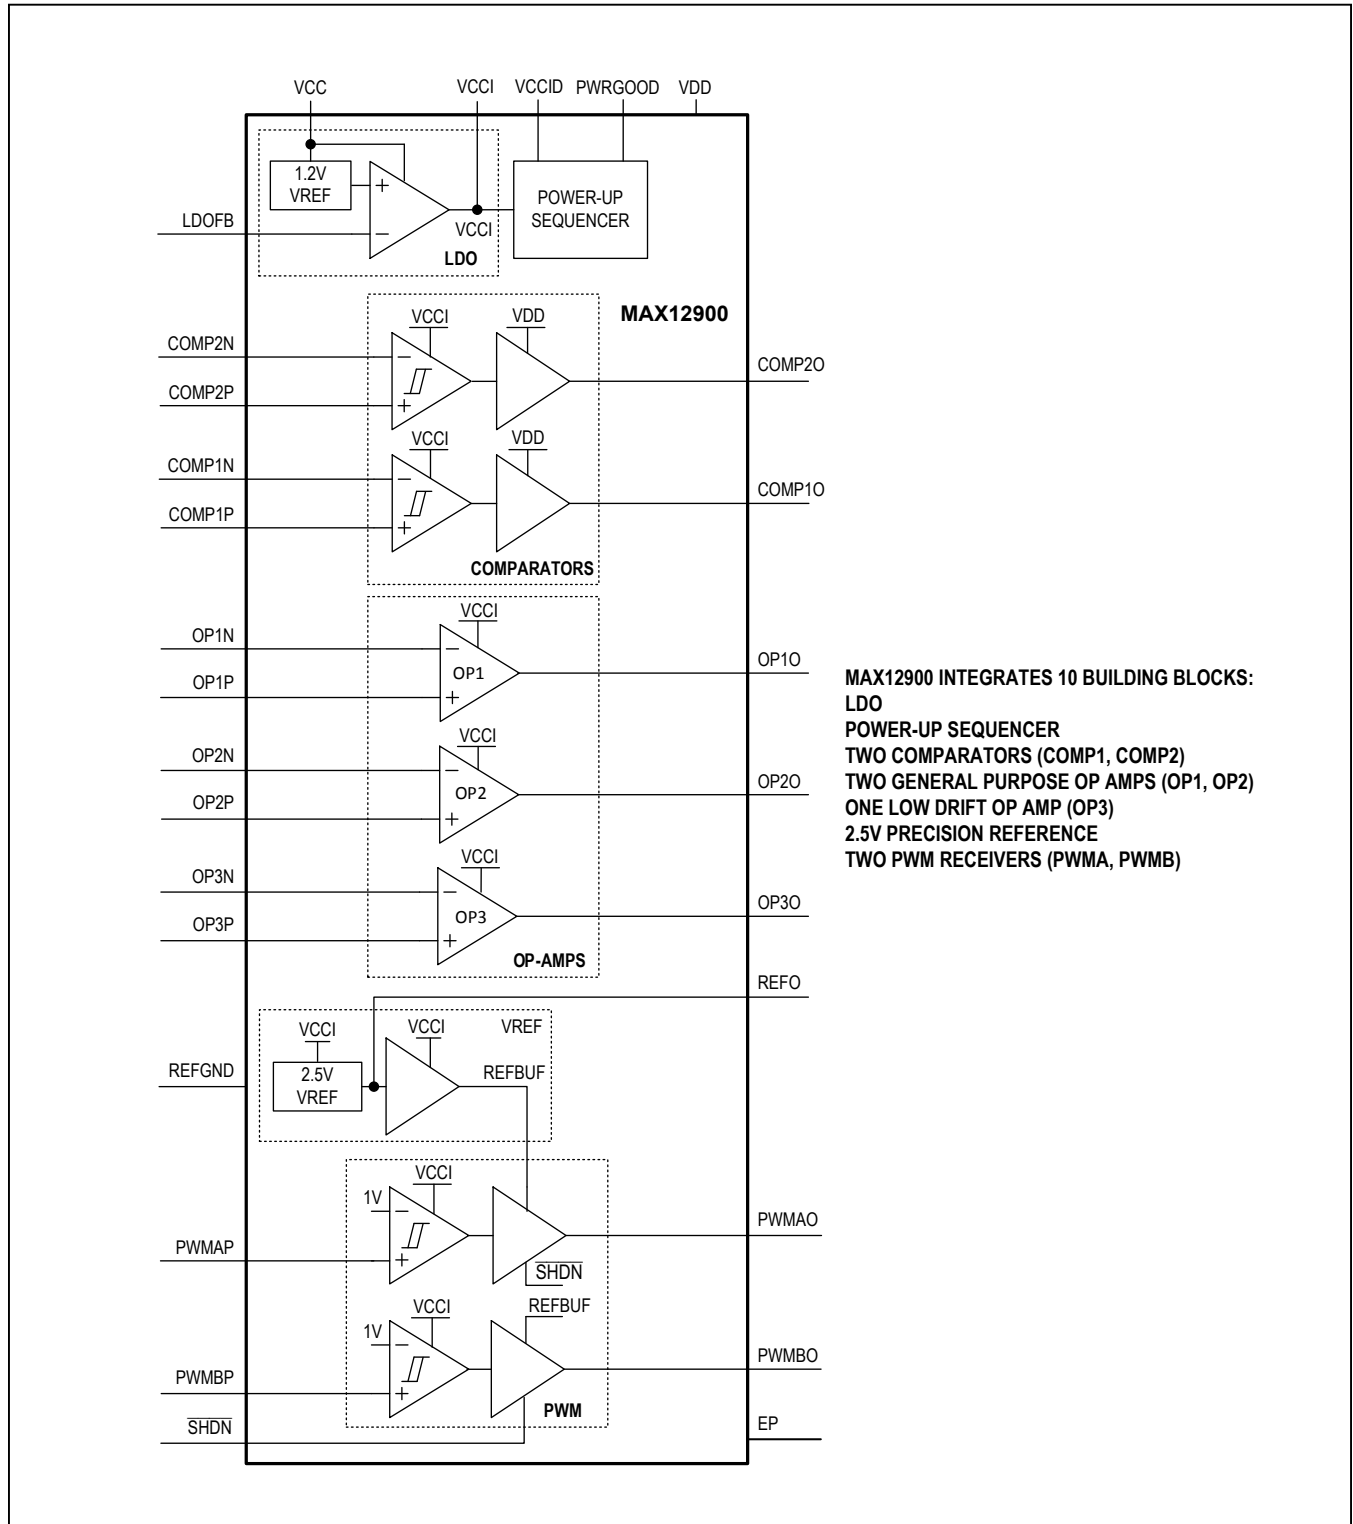 VCC VCCI VCCID PWRGOOD VDD
1.2V
VREF
+
POWER-UP
SEQUENCER
LDOFB
−
VCCI
LDO
MAX12900
VCCI VDD
COMP2N
−
COMP2O
COMP2P
+
VCCI VDD
COMP1N
−
COMP1O
COMP1P
+
COMPARATORS
VCCI
OP1N
−
OP1
OP1O
OP1P
+
VCCI
OP2N
−
OP2
OP2O
OP2P
+
VCCI
OP3N
−
OP3
OP3O
OP3P
+
OP-AMPS
MAX12900 INTEGRATES 10 BUILDING BLOCKS:
LDO
POWER-UP SEQUENCER
TWO COMPARATORS (COMP1, COMP2)
TWO GENERAL PURPOSE OP AMPS (OP1, OP2)
ONE LOW DRIFT OP AMP (OP3)
2.5V PRECISION REFERENCE
TWO PWM RECEIVERS (PWMA, PWMB)
REFO
VCCI VCCI VREF
REFGND
2.5V
VREF
REFBUF
VCCI
1V
−
PWMAO
PWMAP
+
SHDN
VCCI REFBUF
1V
−
PWMBO
PWMBP
+
PWM
SHDN
EP